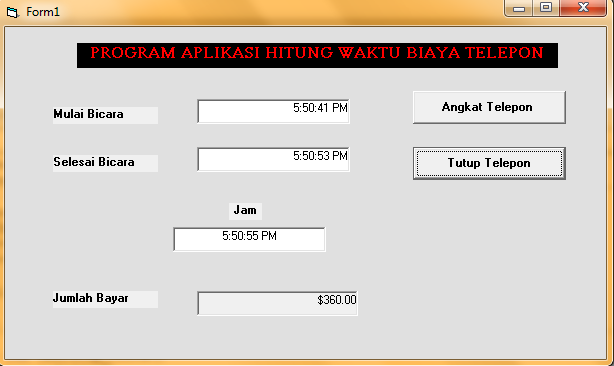 Form1
PROGRAM APLIKASI HITUNG WAKTU BIAYA TELEPON
Mulai Bicara 5:50:41 PM Angkat Telepon
Selesai Bicara 5:50:53 PM Tutup Telepon
Jam
5:50:55 PM
Jumlah Bayar $360.00